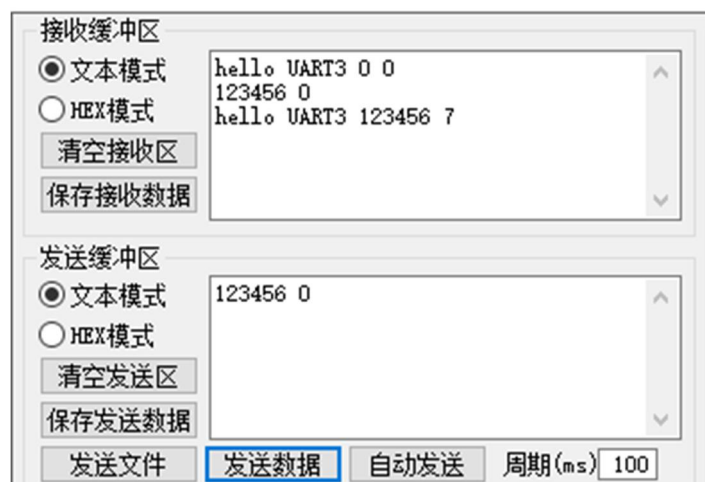 接收缓冲区
文本模式
HEX模式
清空接收区
保存接收数据
hello UART3 0 0
123456 0
hello UART3 123456 7
发送缓冲区
文本模式
HEX模式
清空发送区
保存发送数据
123456 0
发送文件 发送数据 自动发送 周期(ms) 100